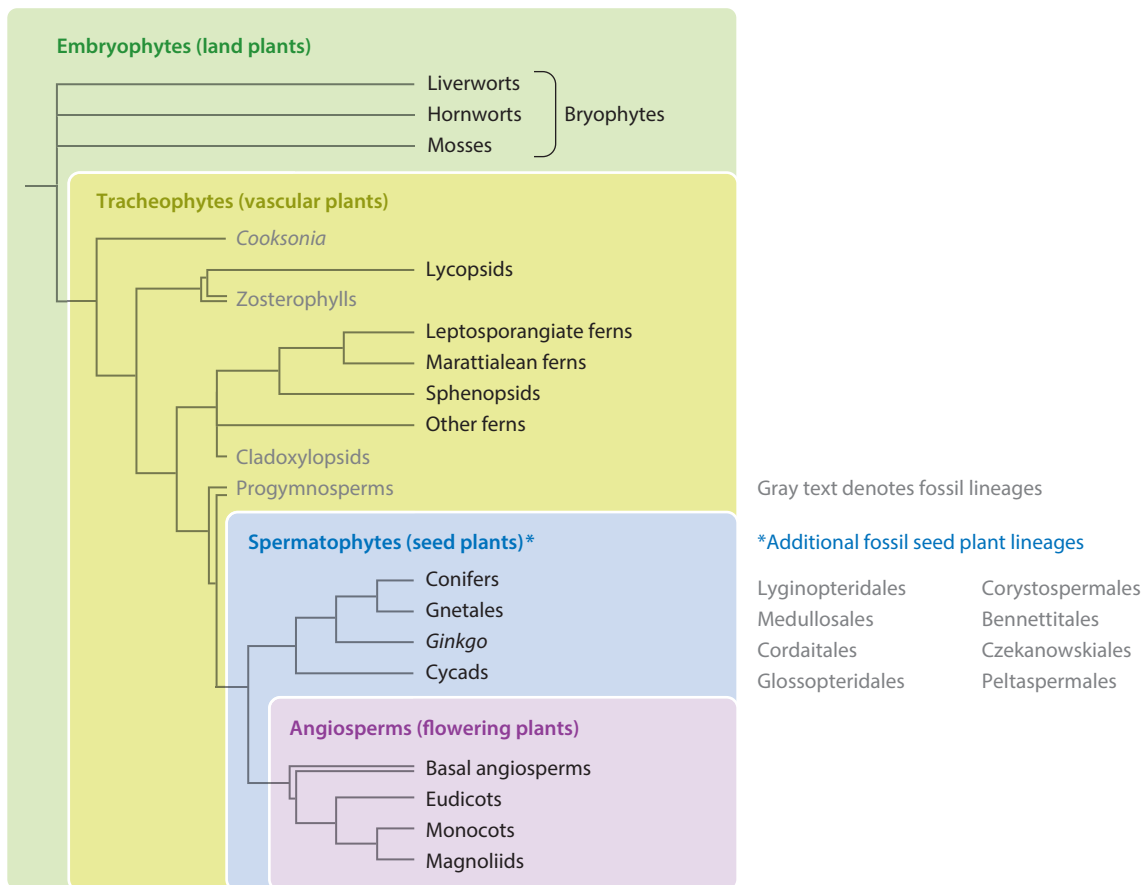 Embryophytes (land plants)
Liverworts
Hornworts
Bryophytes
Mosses
Tracheophytes (vascular plants)
Cooksonia
Lycopsids
Zosterophylls
Leptosporangiate ferns
Marattialean ferns
Sphenopsids
Other ferns
Cladoxylopsids
Progymnosperms
Gray text denotes fossil lineages
Spermatophytes (seed plants)*
*Additional fossil seed plant lineages
Conifers
Gnetales
Ginkgo
Cycads
Lyginopteridales Corystospermales
Medullosales Bennettitales
Cordaitales Czekanowskiales
Glossopteridales Peltaspermales
Angiosperms (flowering plants)
Basal angiosperms
Eudicots
Monocots
Magnoliids